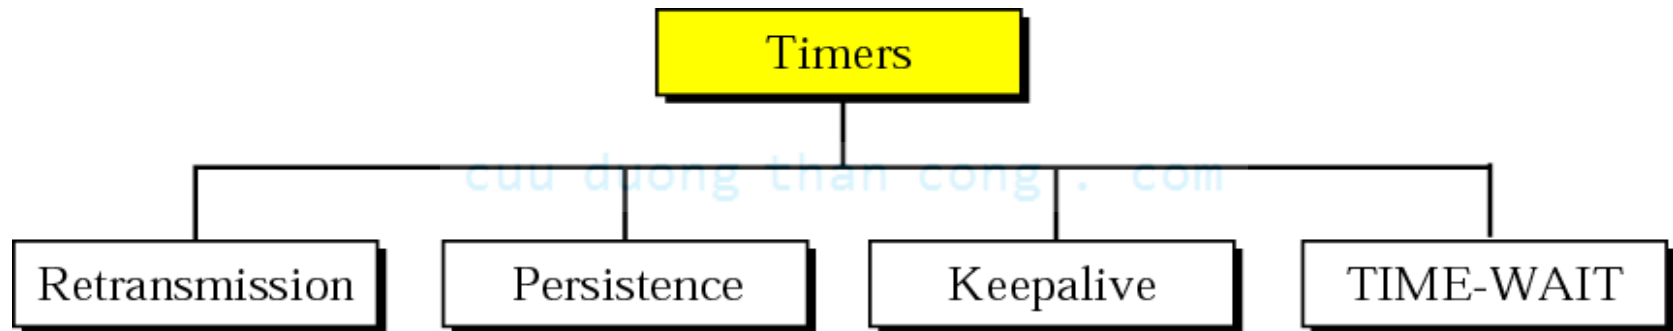 Timers
cuu duong than cong . com
Retransmission
Persistence
Keepalive
TIME-WAIT